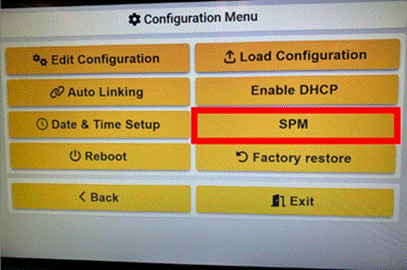 Configuration Menu
Edit Configuration
Load Configuration
Auto Linking
Enable DHCP
Date & Time Setup
SPM
Reboot
Factory restore
Back
Exit